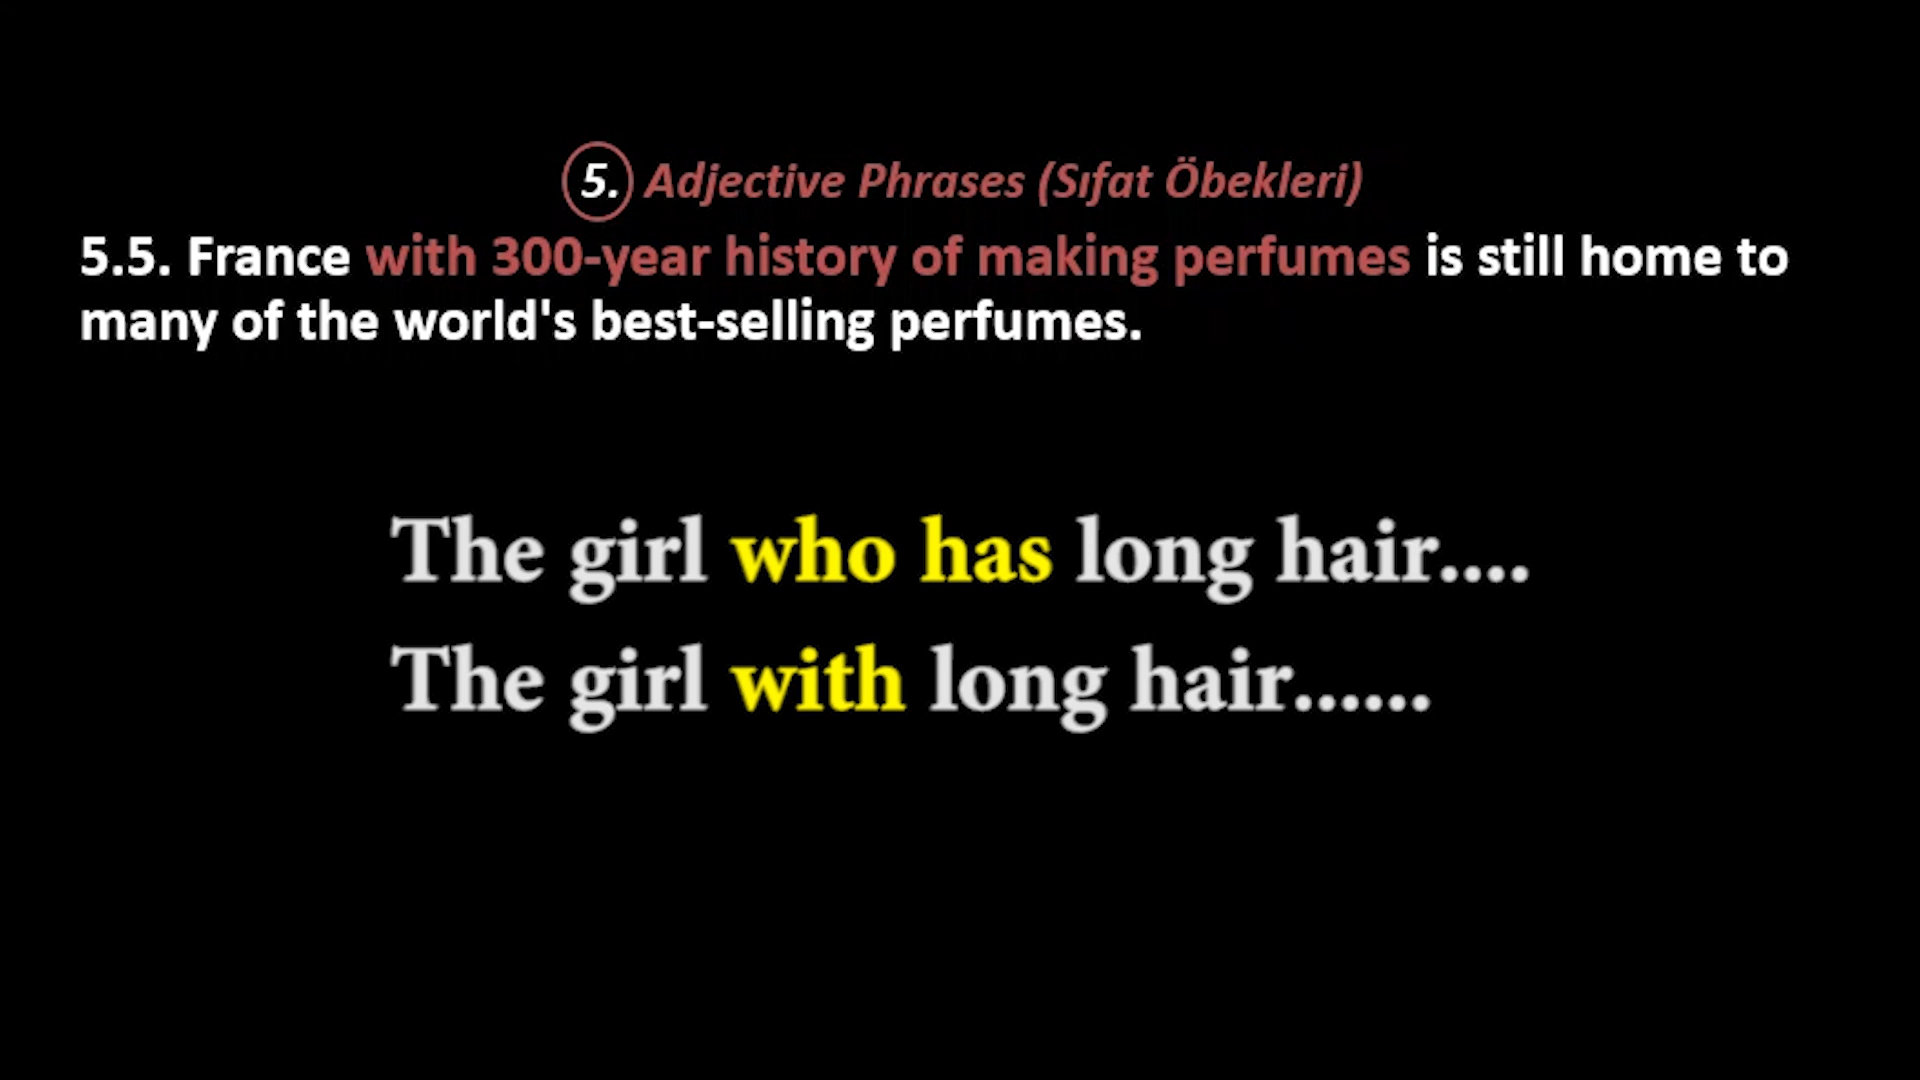 5. Adjective Phrases (Sıfat Öbekleri)
5.5. France with 300-year history of making perfumes is still home to
many of the world's best-selling perfumes.
The girl who has long hair....
The girl with long hair......